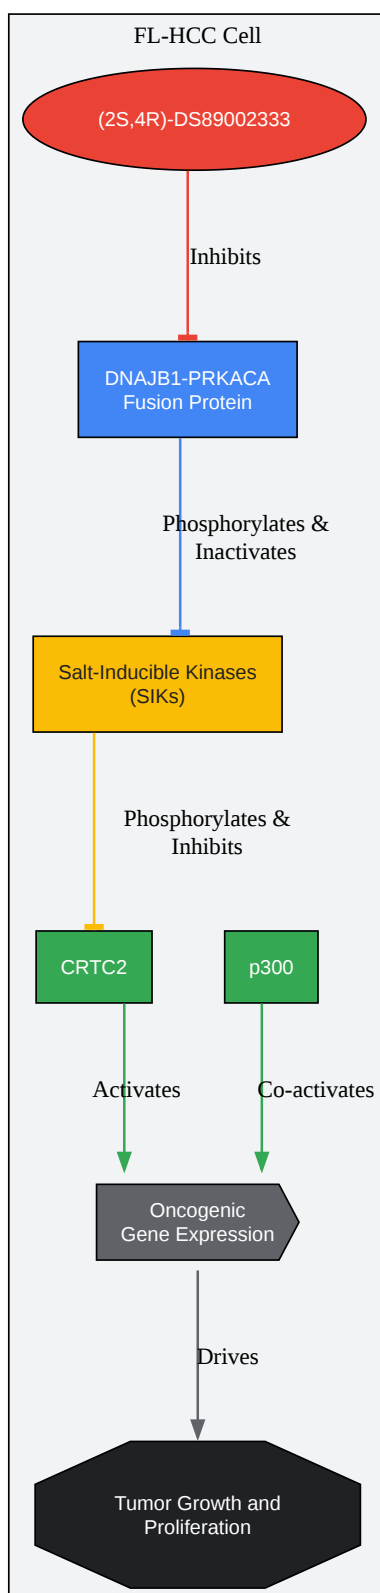 FL-HCC Cell
(2S,4R)-DS89002333
Inhibits
DNAJB1-PRKACA
Fusion Protein
Phosphorylates &
Inactivates
Salt-Inducible Kinases
(SIKs)
Phosphorylates &
Inhibits
CRTC2
p300
Activates
Co-activates
Oncogenic
Gene Expression
Drives
Tumor Growth and
Proliferation